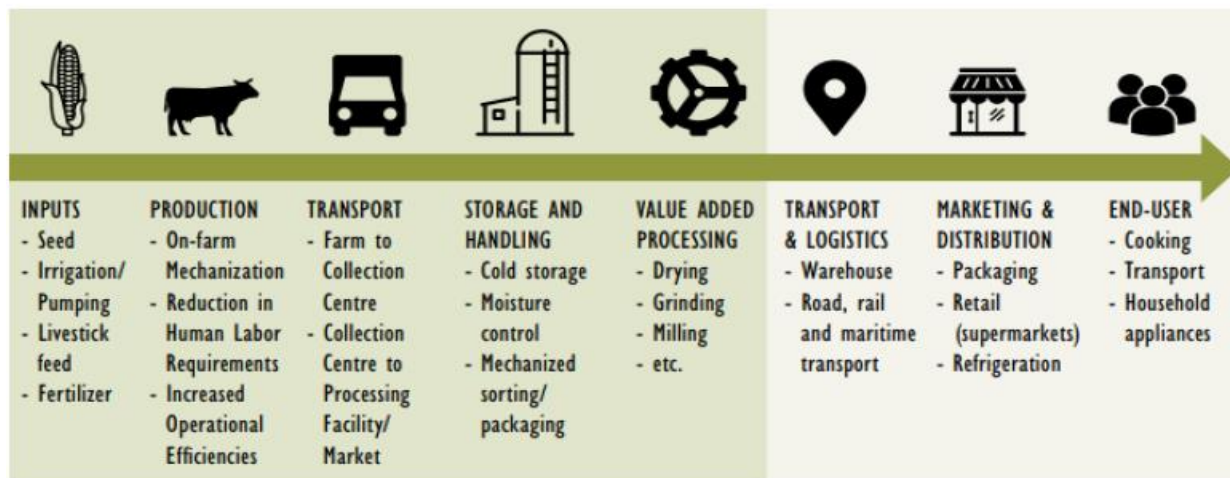 INPUTS
- Seed
- Irrigation/
Pumping
- Livestick
feed
- Fertilizer
PRODUCTION
- On-farm
Mechanization
- Reduction in
Human Labor
Requirements
- Increased
Operational
Efficiencies
TRANSPORT
- Farm to
Collection
Centre
- Collection
Centre to
Processing
Facility/
Market
STORAGE AND
HANDLING
- Cold storage
- Moisture
control
- Mechanized
sorting/
packaging
VALUE ADDED
PROCESSING
- Drying
- Grinding
- Milling
- etc.
TRANSPORT
& LOGISTICS
- Warehouse
- Road, rail
and maritime
transport
MARKETING &
DISTRIBUTION
- Packaging
- Retail
(supermarkets)
- Refrigeration
END-USER
- Cooking
- Transport
- Household
appliances